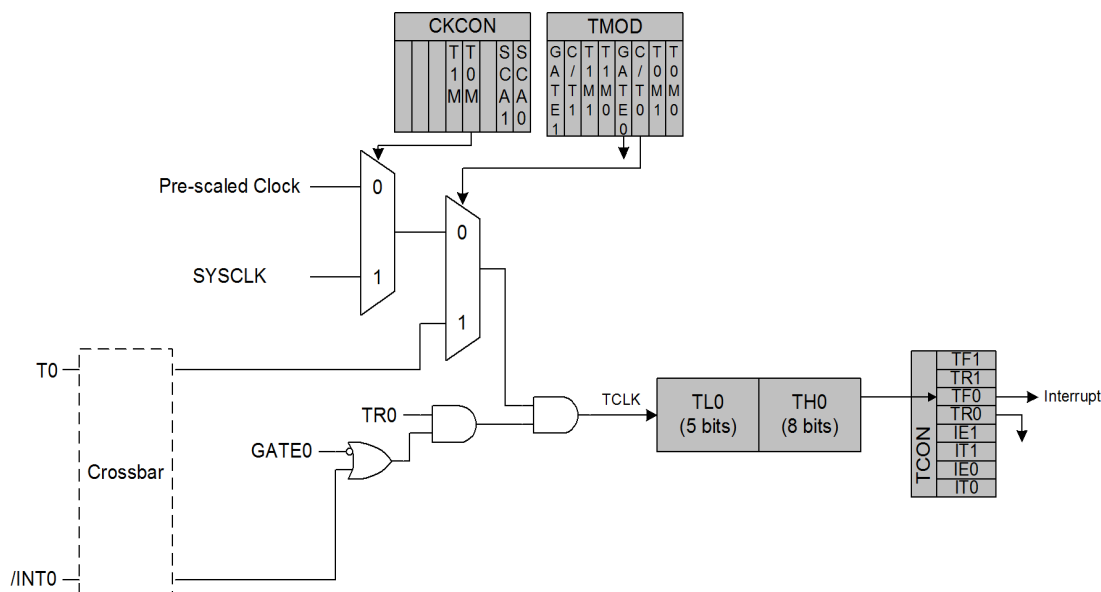 CKCON
TMOD
T1M
T0M
SCA1
SCA0
GATE1
C/T1
T1M1
T1M0
GATE0
C/T0
T0M1
T0M0
Pre-scaled Clock
0
0
SYSCLK
1
1
T0
TF1
TR1
TCLK
TL0
(5 bits)
TH0
(8 bits)
TF0
Interrupt
TR0
TR0
GATE0
IE1
IT1
Crossbar
IE0
IT0
TCON
/INT0